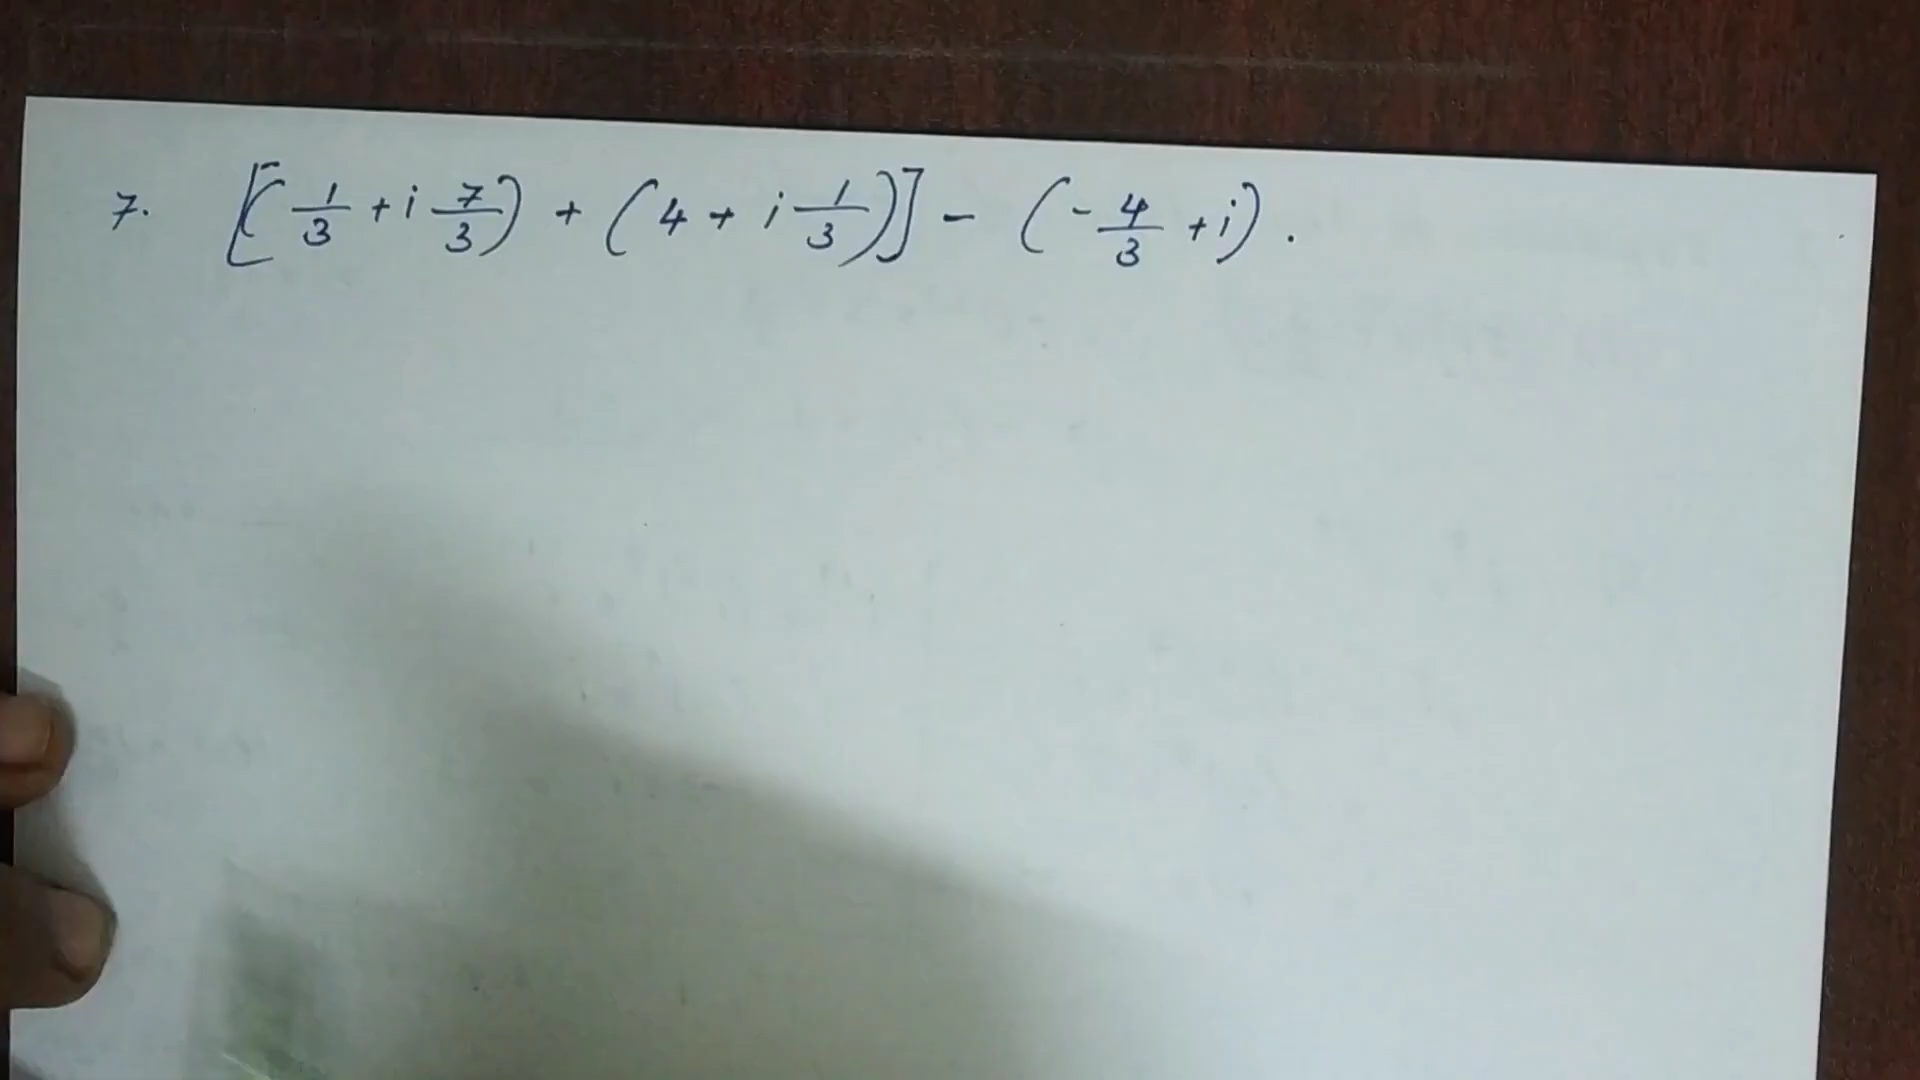 7. [(1/3 + i 7/3) + (4 + i 1/3)] - (-4/3 + i).